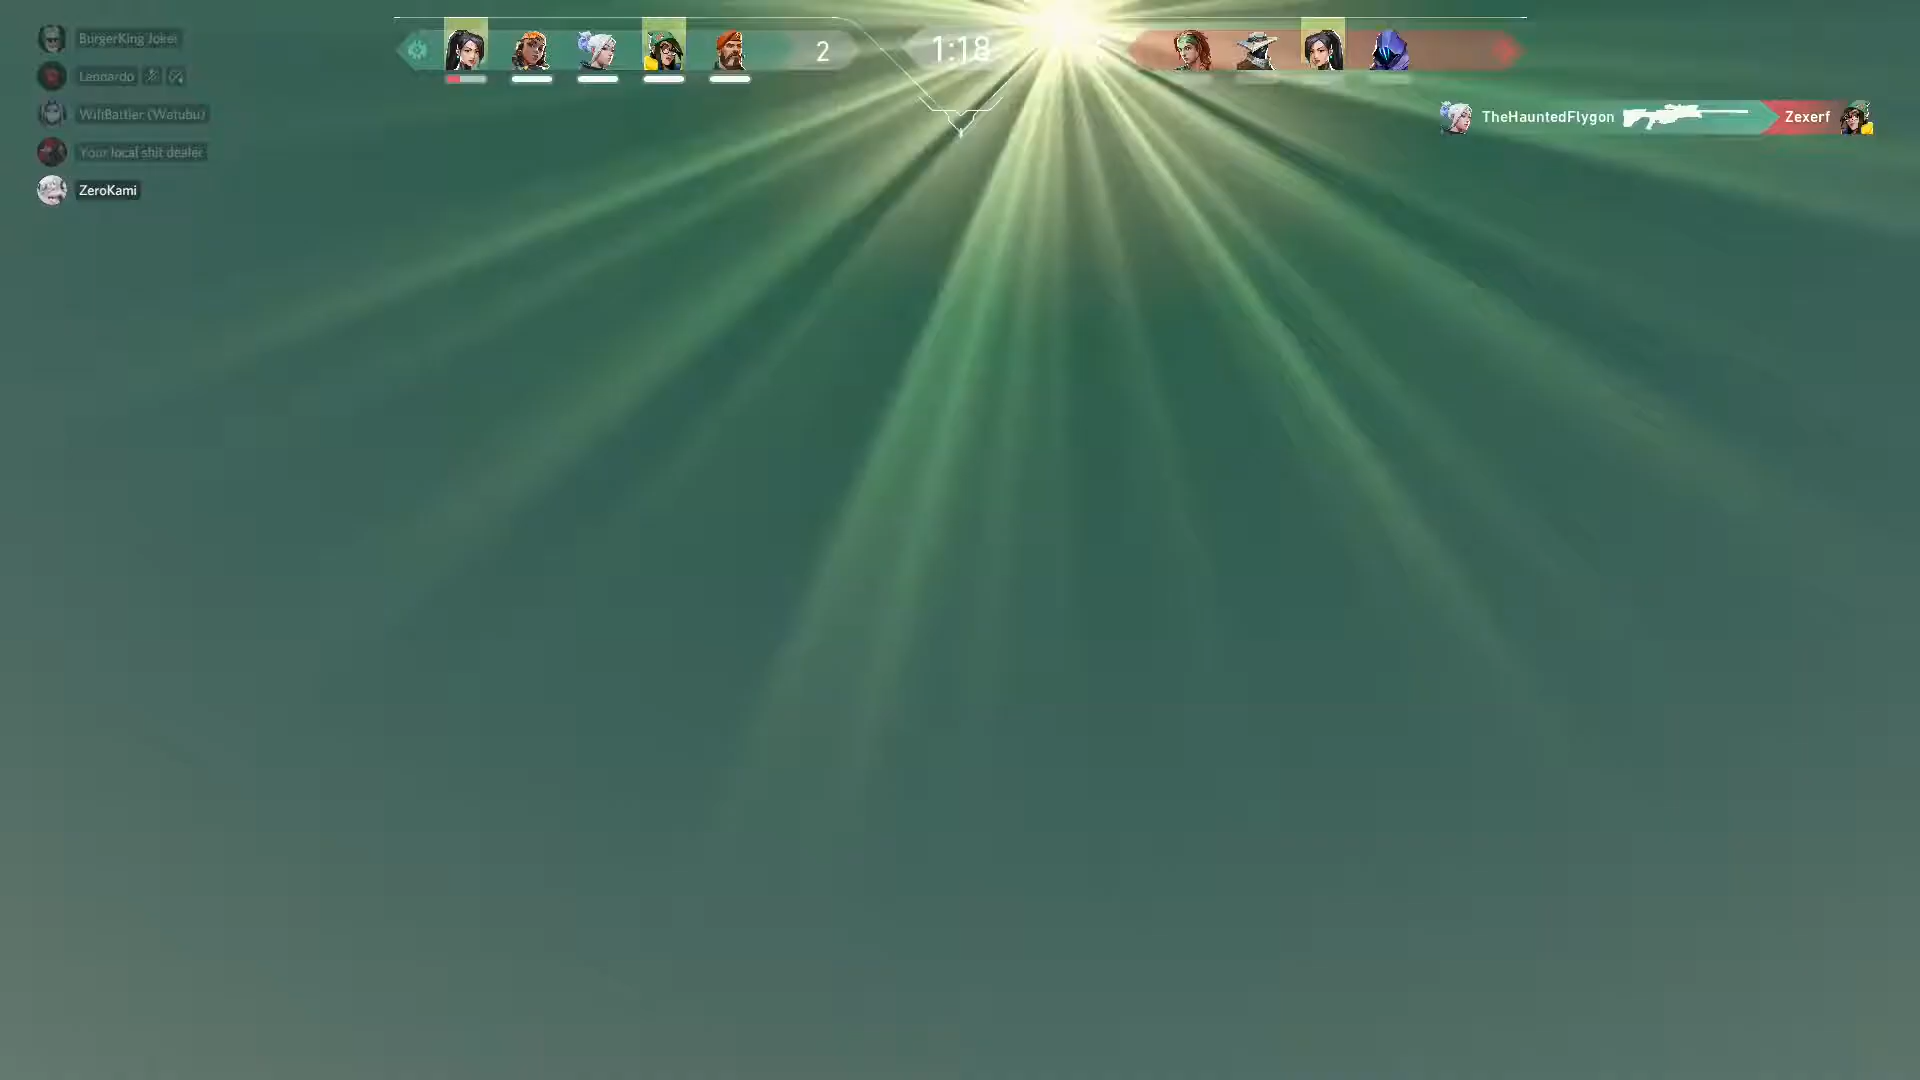 BurgerKing Joker
Leonardo
WifiBattler (Watubu)
Your local shit dealer
ZeroKami
2
1:18
TheHauntedFlygon
Zexerf